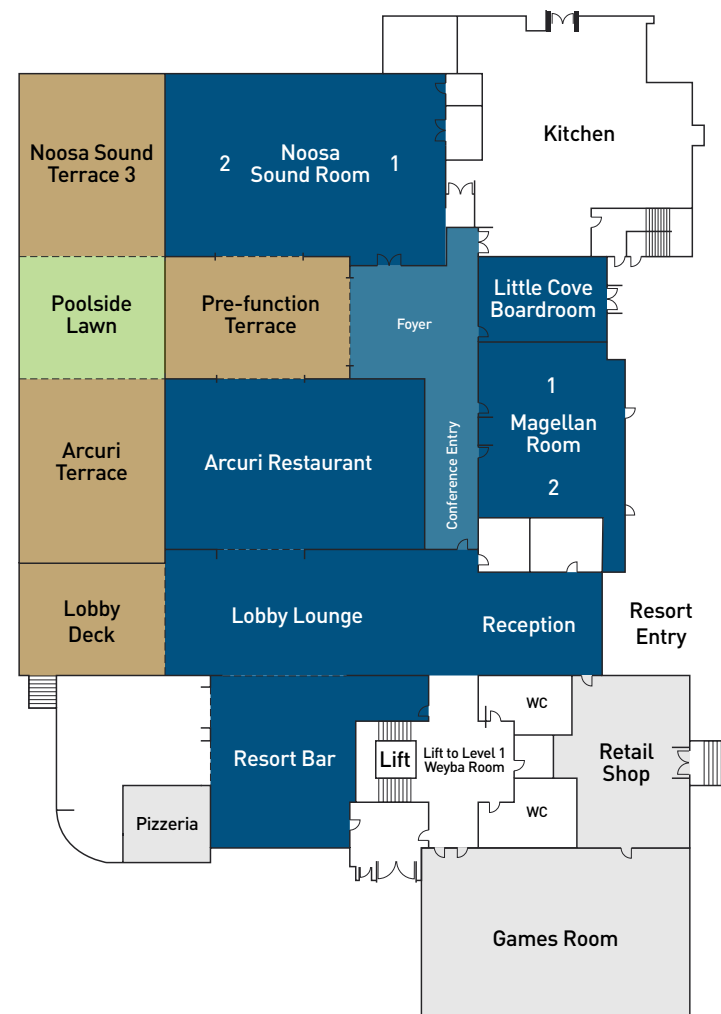 Kitchen
Noosa Sound
Terrace 3
2
Noosa
Sound Room
1
Poolside
Lawn
Pre-function
Terrace
Foyer
Little Cove
Boardroom
1
Magellan
Room
2
Arcuri
Terrace
Arcuri Restaurant
Conference Entry
Lobby
Deck
Lobby Lounge
Reception
Resort
Entry
WC
Resort Bar
Lift
Lift to Level 1
Weyba Room
Retail
Shop
Pizzeria
WC
Games Room